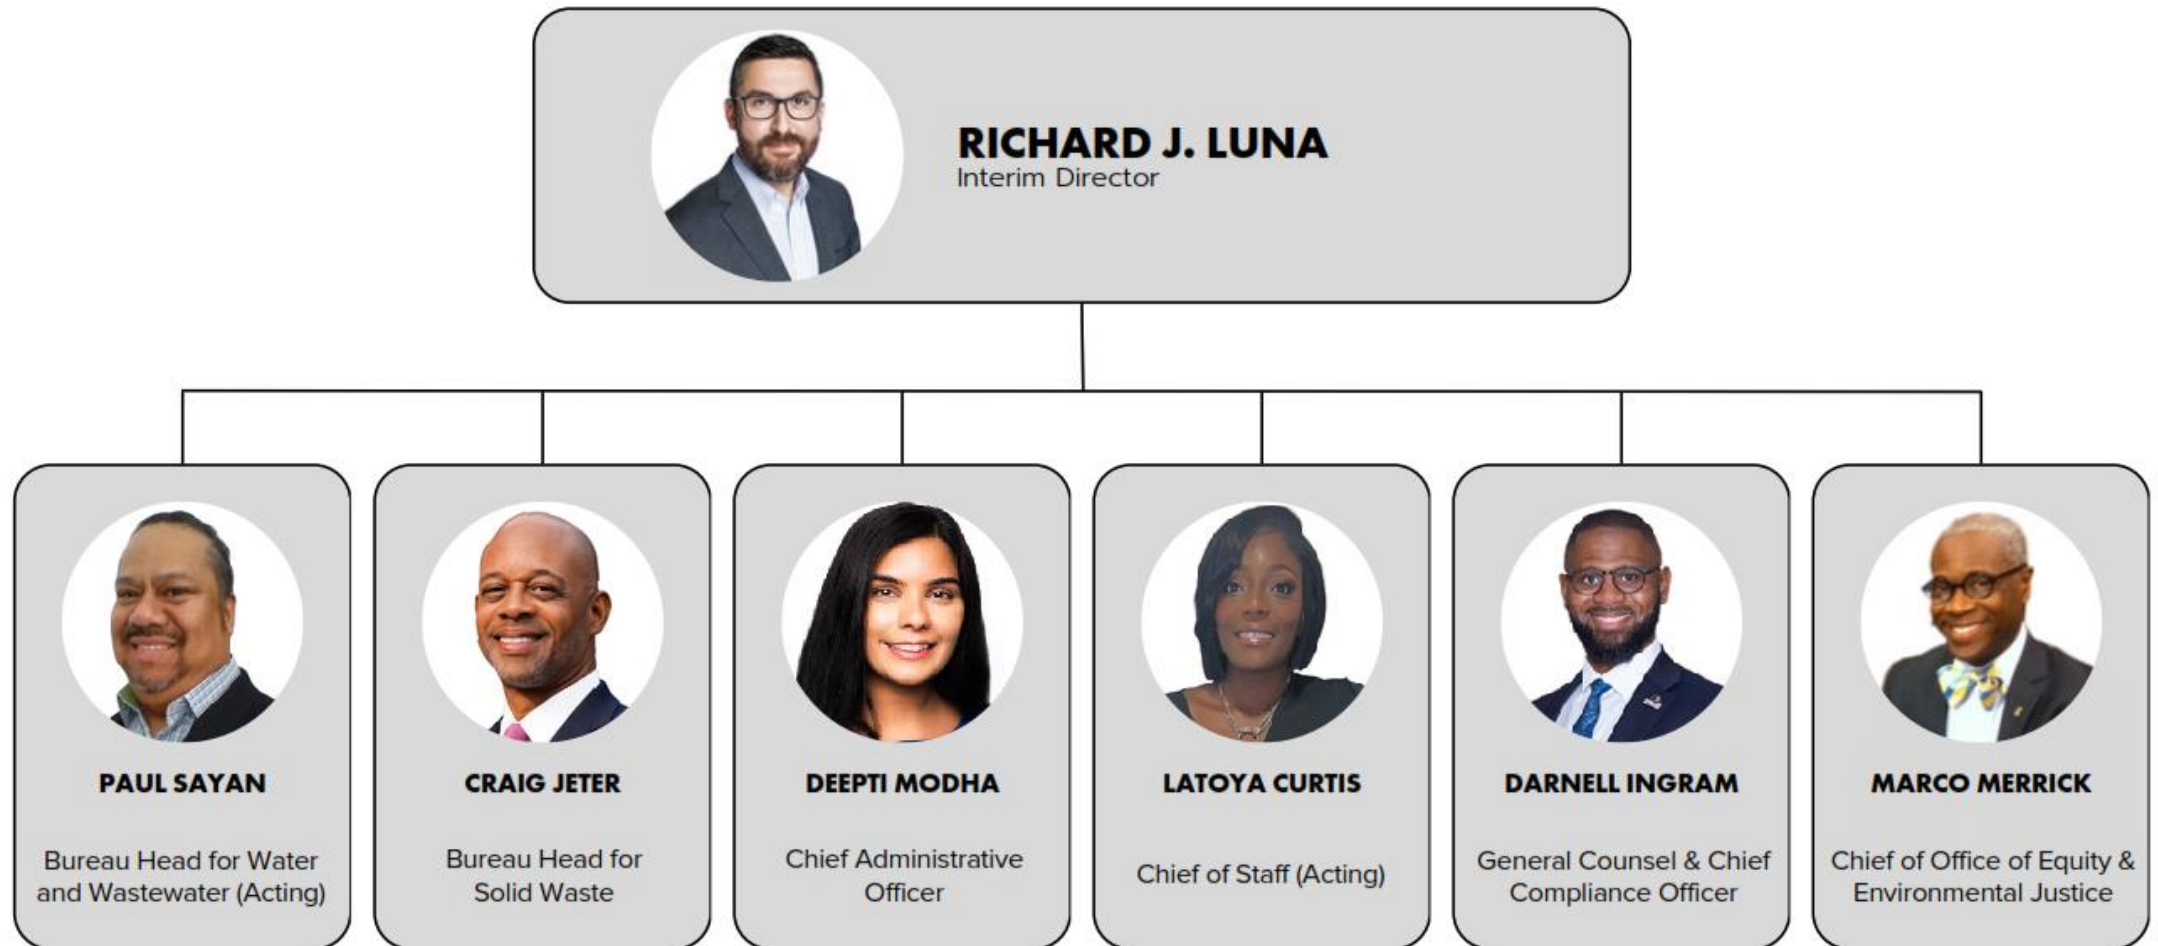 RICHARD J. LUNA
Interim Director
PAUL SAYAN
Bureau Head for Water
and Wastewater (Acting)
CRAIG JETER
Bureau Head for
Solid Waste
DEEPTI MODHA
Chief Administrative
Officer
LATOYA CURTIS
Chief of Staff (Acting)
DARNELL INGRAM
General Counsel & Chief
Compliance Officer
MARCO MERRICK
Chief of Office of Equity &
Environmental Justice